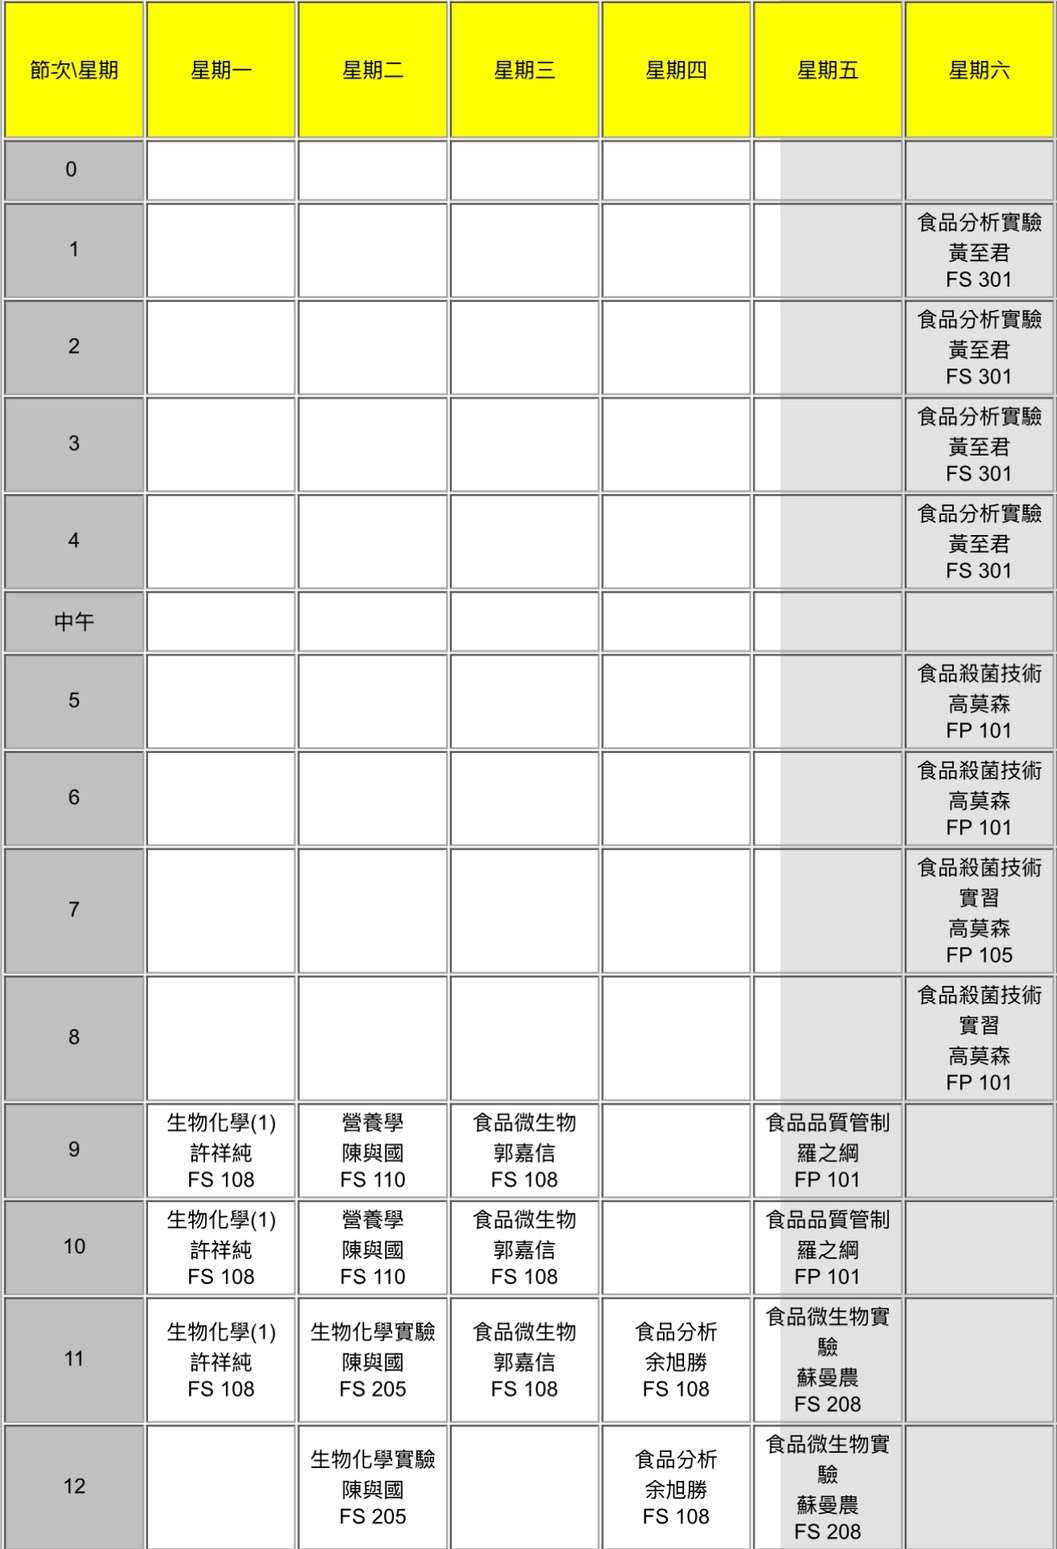 節次\星期 星期一 星期二 星期三 星期四 星期五 星期六
0
1
食品分析實驗
黃至君
FS 301
2
食品分析實驗
黃至君
FS 301
3
食品分析實驗
黃至君
FS 301
4
食品分析實驗
黃至君
FS 301
中午
5
食品殺菌技術
高莫森
FP 101
6
食品殺菌技術
高莫森
FP 101
7
食品殺菌技術
實習
高莫森
FP 105
8
食品殺菌技術
實習
高莫森
FP 101
9
生物化學(1)
許祥純
FS 108
營養學
陳與國
FS 110
食品微生物
郭嘉信
FS 108
食品品質管制
羅之綱
FP 101
10
生物化學(1)
許祥純
FS 108
營養學
陳與國
FS 110
食品微生物
郭嘉信
FS 108
食品品質管制
羅之綱
FP 101
11
生物化學(1)
許祥純
FS 108
生物化學實驗
陳與國
FS 205
食品微生物
郭嘉信
FS 108
食品分析
余旭勝
FS 108
食品微生物實
驗
蘇曼農
FS 208
12
生物化學實驗
陳與國
FS 205
食品分析
余旭勝
FS 108
食品微生物實
驗
蘇曼農
FS 208